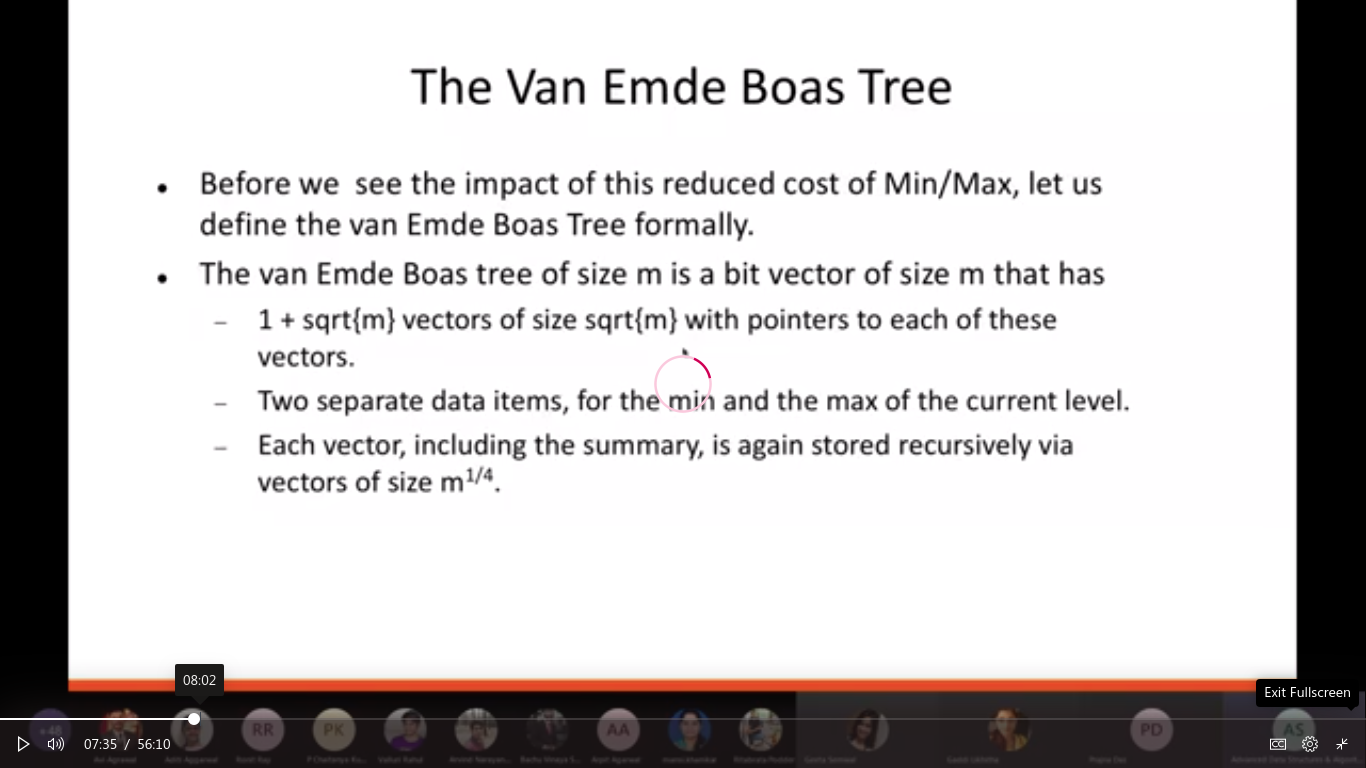 The Van Emde Boas Tree
• Before we see the impact of this reduced cost of Min/Max, let us
define the van Emde Boas Tree formally.
• The van Emde Boas tree of size m is a bit vector of size m that has
– 1 + sqrt{m} vectors of size sqrt{m} with pointers to each of these
vectors.
– Two separate data items, for the min and the max of the current level.
– Each vector, including the summary, is again stored recursively via
vectors of size m^1/4.
08:02
Exit Fullscreen
+48 RR PK AA PD AS
07:35 / 56:10
CC